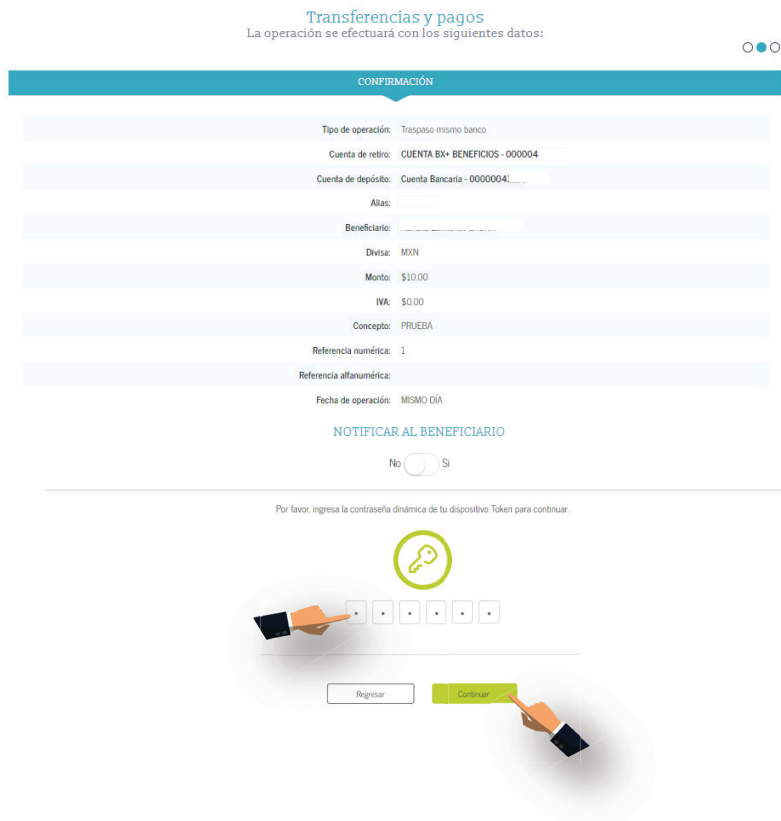 Transferencias y pagos
La operación se efectuará con los siguientes datos:
CONFIRMACIÓN
Tipo de operación: Traspaso mismo banco
Cuenta de retiro: CUENTA BX+ BENEFICIOS - 000004
Cuenta de depósito: Cuenta Bancaria - 00000041
Alias:
Beneficiario:
Divisa: MXN
Monto: $10.00
IVA: $0.00
Concepto: PRUEBA
Referencia numérica: 1
Referencia alfanumérica:
Fecha de operación: MISMO DÍA
NOTIFICAR AL BENEFICIARIO
No Si
Por favor, ingresa la contraseña dinámica de tu dispositivo Token para continuar.
Regresar Continuar